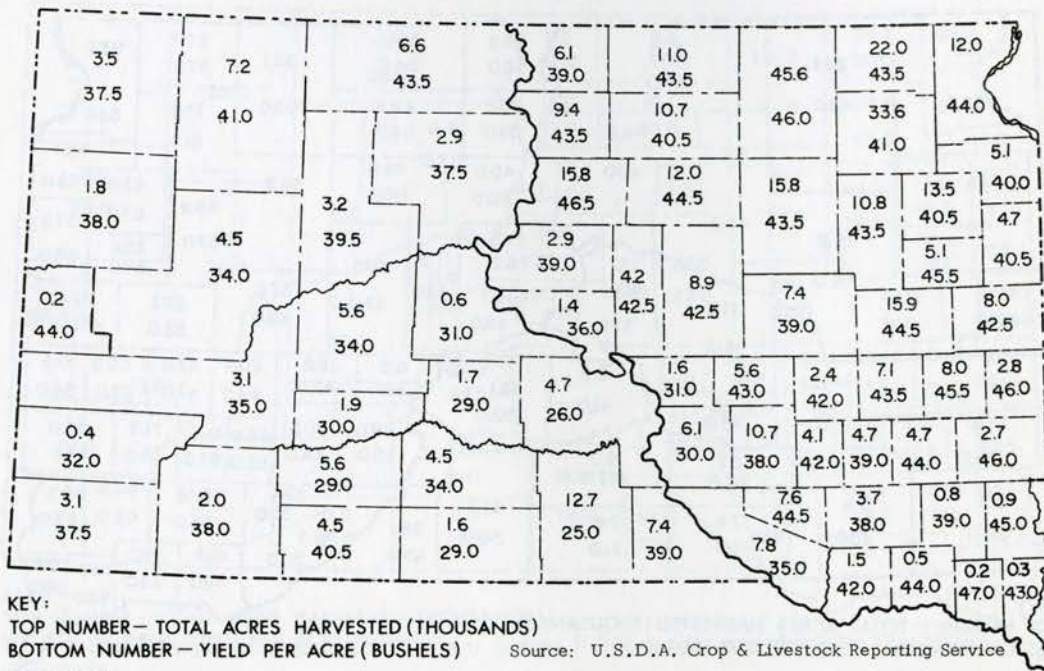 6.6 6.1 11.0 22.0 12.0
3.5 7.2 43.5 39.0 43.5 45.6 43.5
37.5 41.0 9.4 10.7 46.0 33.6 44.0
2.9 43.5 40.5 41.0 5.1
37.5 15.8 12.0 15.8 13.5 40.0
1.8 3.2 46.5 44.5 10.8 40.5 4.7
38.0 4.5 39.5 2.9 43.5 43.5 5.1 40.5
34.0 39.0 4.2 8.9 45.5
0.2 5.6 0.6 1.4 42.5 42.5 7.4 15.9 8.0
44.0 34.0 31.0 36.0 39.0 44.5 42.5
3.1 1.7 4.7 1.6 5.6 2.4 7.1 8.0 2.8
35.0 29.0 26.0 31.0 43.0 42.0 43.5 45.5 46.0
0.4 1.9 6.1 10.7 4.1 4.7 4.7 2.7
32.0 30.0 4.5 30.0 38.0 42.0 39.0 44.0 46.0
5.6 34.0
29.0
3.1 2.0 4.5 1.6 12.7 7.4 7.6 3.7 0.8 0.9
37.5 38.0 40.5 29.0 25.0 39.0 44.5 38.0 39.0 45.0
7.8 1.5 0.5 0.2 0.3
35.0 42.0 44.0 47.0 43.0
KEY:
TOP NUMBER — TOTAL ACRES HARVESTED (THOUSANDS)
BOTTOM NUMBER — YIELD PER ACRE (BUSHELS) Source: U.S.D.A. Crop & Livestock Reporting Service